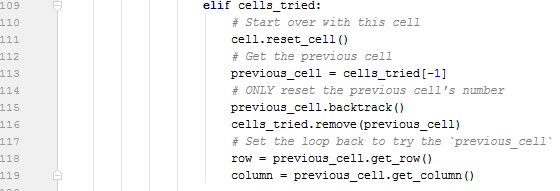 109 elif cells_tried:
110 # Start over with this cell
111 cell.reset_cell()
112 # Get the previous cell
113 previous_cell = cells_tried[-1]
114 # ONLY reset the previous cell's number
115 previous_cell.backtrack()
116 cells_tried.remove(previous_cell)
117 # Set the loop back to try the `previous_cell`
118 row = previous_cell.get_row()
119 column = previous_cell.get_column()